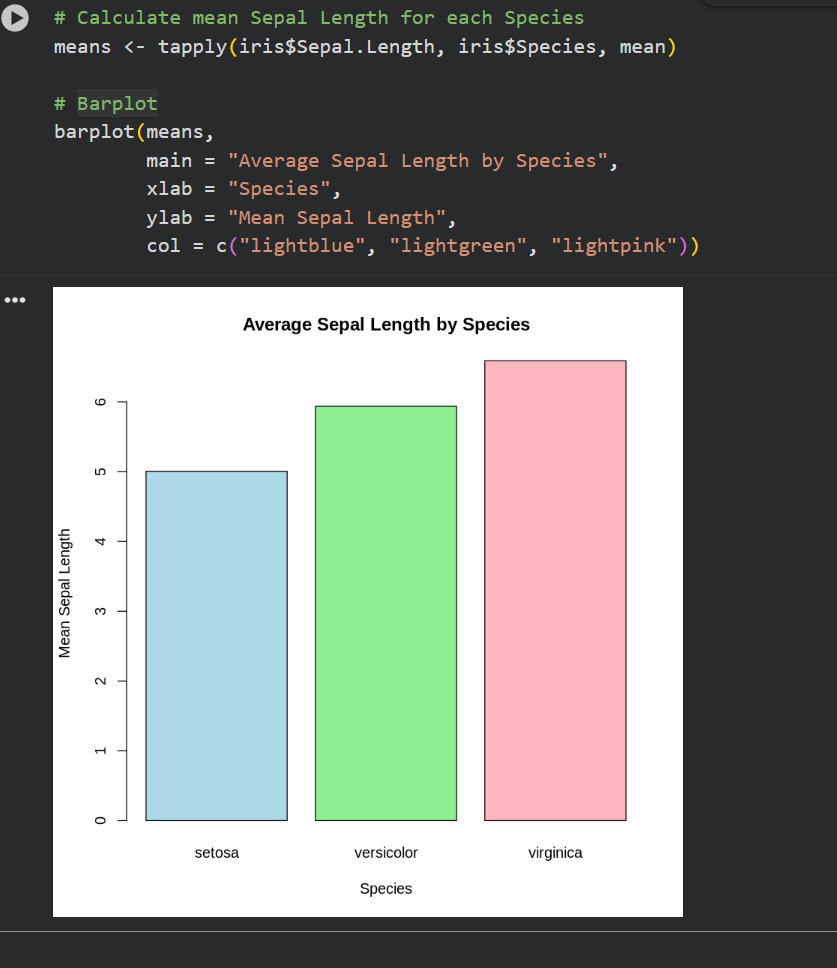 # Calculate mean Sepal Length for each Species
means <- tapply(iris$Sepal.Length, iris$Species, mean)
# Barplot
barplot(means,
main = "Average Sepal Length by Species",
xlab = "Species",
ylab = "Mean Sepal Length",
col = c("lightblue", "lightgreen", "lightpink"))
Average Sepal Length by Species
Mean Sepal Length
6
5
4
3
2
1
0
setosa versicolor virginica
Species